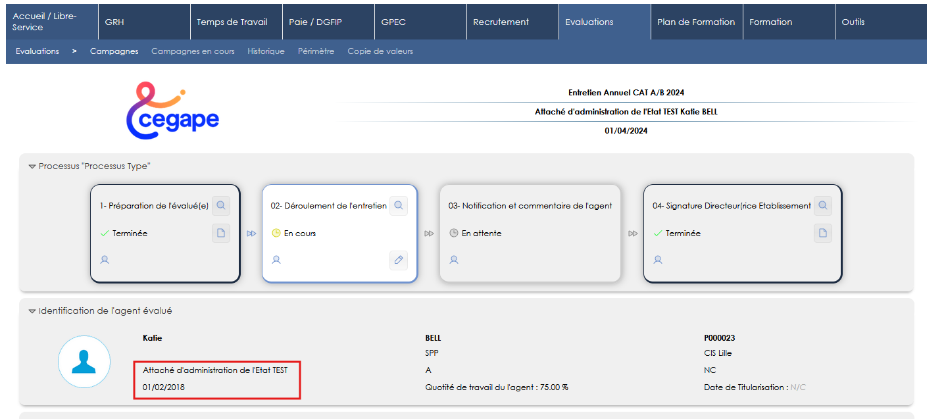 Accueil / Libre-Service
GRH
Temps de Travail
Paie / DGFIP
GPEC
Recrutement
Evaluations
Plan de Formation
Formation
Outils
Evaluations > Campagnes Campagnes en cours Historique Périmètre Copie de valeurs
cegape
Entretien Annuel CAT A/B 2024
Attaché d'administration de l'Etat TEST Katie BELL
01/04/2024
Processus "Processus Type"
1- Préparation de l'évalué(e)
Terminée
02- Déroulement de l'entretien
En cours
03- Notification et commentaire de l'agent
En attente
04- Signature Directeur|rice Etablissement
Terminée
Identification de l'agent évalué
Katie BELL P000023
SPP CIS Lille
Attaché d'administration de l'Etat TEST A NC
01/02/2018 Quotité de travail du l'agent : 75.00 % Date de Titularisation : N/C